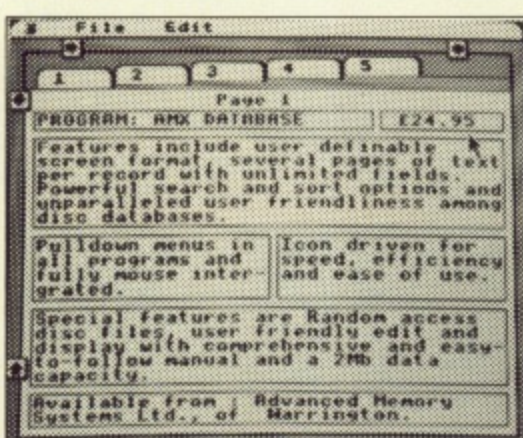 File Edit
1 2 3 4 5
Page 1
PROGRAM: AMX DATABASE
£24.95
Features include user definable
screen format, several pages of text
per record with unlimited fields.
Powerful search and sort options and
unparalleled user friendliness among
disc databases.
Pulldown menus in
all programs and
fully mouse inter-
grated.
Icon driven for
speed, efficiency
and ease of use.
Special features are Random access
disc files, user friendly edit and
display with comprehensive and easy-
to-follow manual and a 2Mb data
capacity.
Available from : Advanced Memory
Systems Ltd., of Warrington.